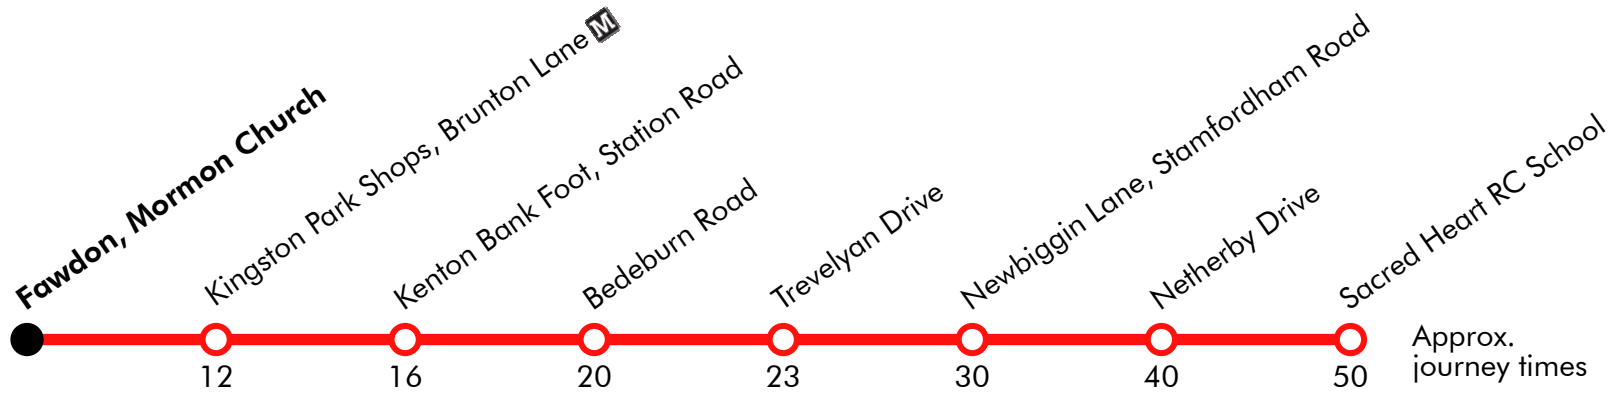 Fawdon, Mormon Church
Kingston Park Shops, Brunton Lane M
Kenton Bank Foot, Station Road
Bedeburn Road
Trevelyan Drive
Newbiggin Lane, Stamfordham Road
Netherby Drive
Sacred Heart RC School
12
16
20
23
30
40
50
Approx.
journey times